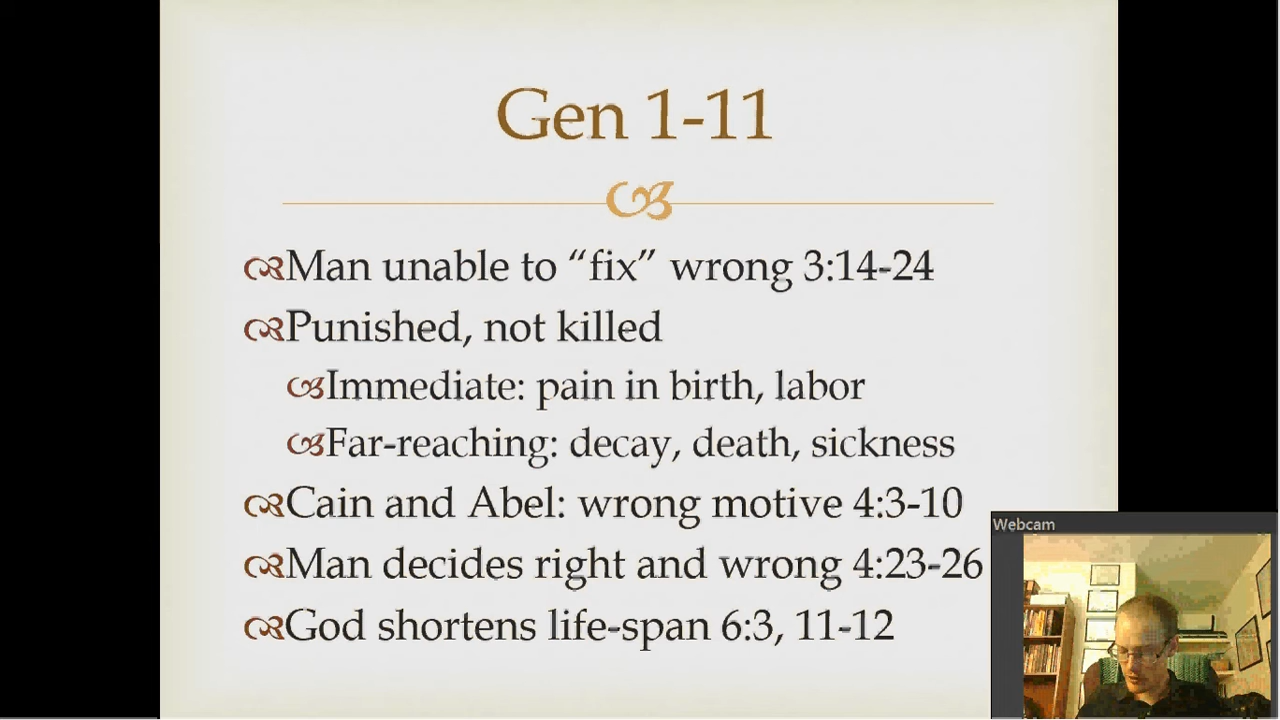 Gen 1-11
Man unable to “fix” wrong 3:14-24
Punished, not killed
Immediate: pain in birth, labor
Far-reaching: decay, death, sickness
Cain and Abel: wrong motive 4:3-10
Man decides right and wrong 4:23-26
God shortens life-span 6:3, 11-12
Webcam